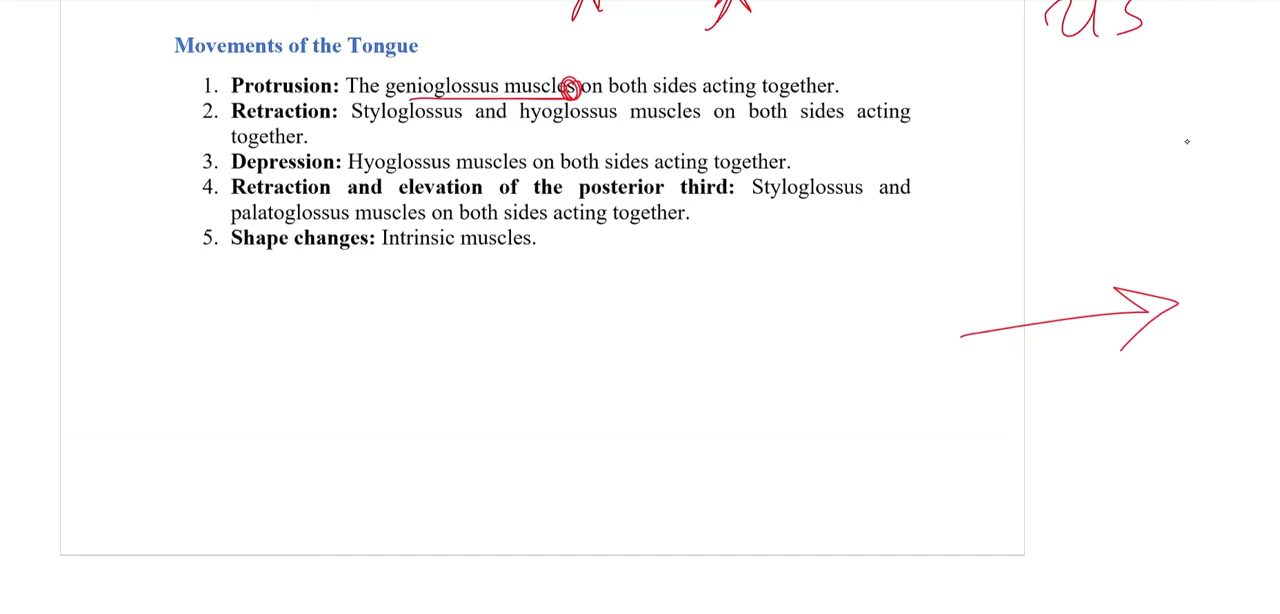 us
Movements of the Tongue
1. Protrusion: The genioglossus muscles on both sides acting together.
2. Retraction: Styloglossus and hyoglossus muscles on both sides acting
together.
3. Depression: Hyoglossus muscles on both sides acting together.
4. Retraction and elevation of the posterior third: Styloglossus and
palatoglossus muscles on both sides acting together.
5. Shape changes: Intrinsic muscles.